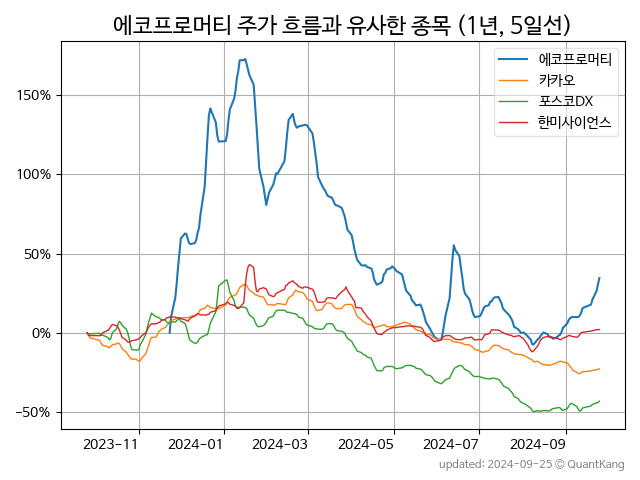 에코프로머티 주가 흐름과 유사한 종목 (1년, 5일선)
에코프로머티
카카오
포스코DX
한미사이언스
150%
100%
50%
0%
−50%
2023−11
2024−01
2024−03
2024−05
2024−07
2024−09
updated: 2024-09-25 © QuantKang